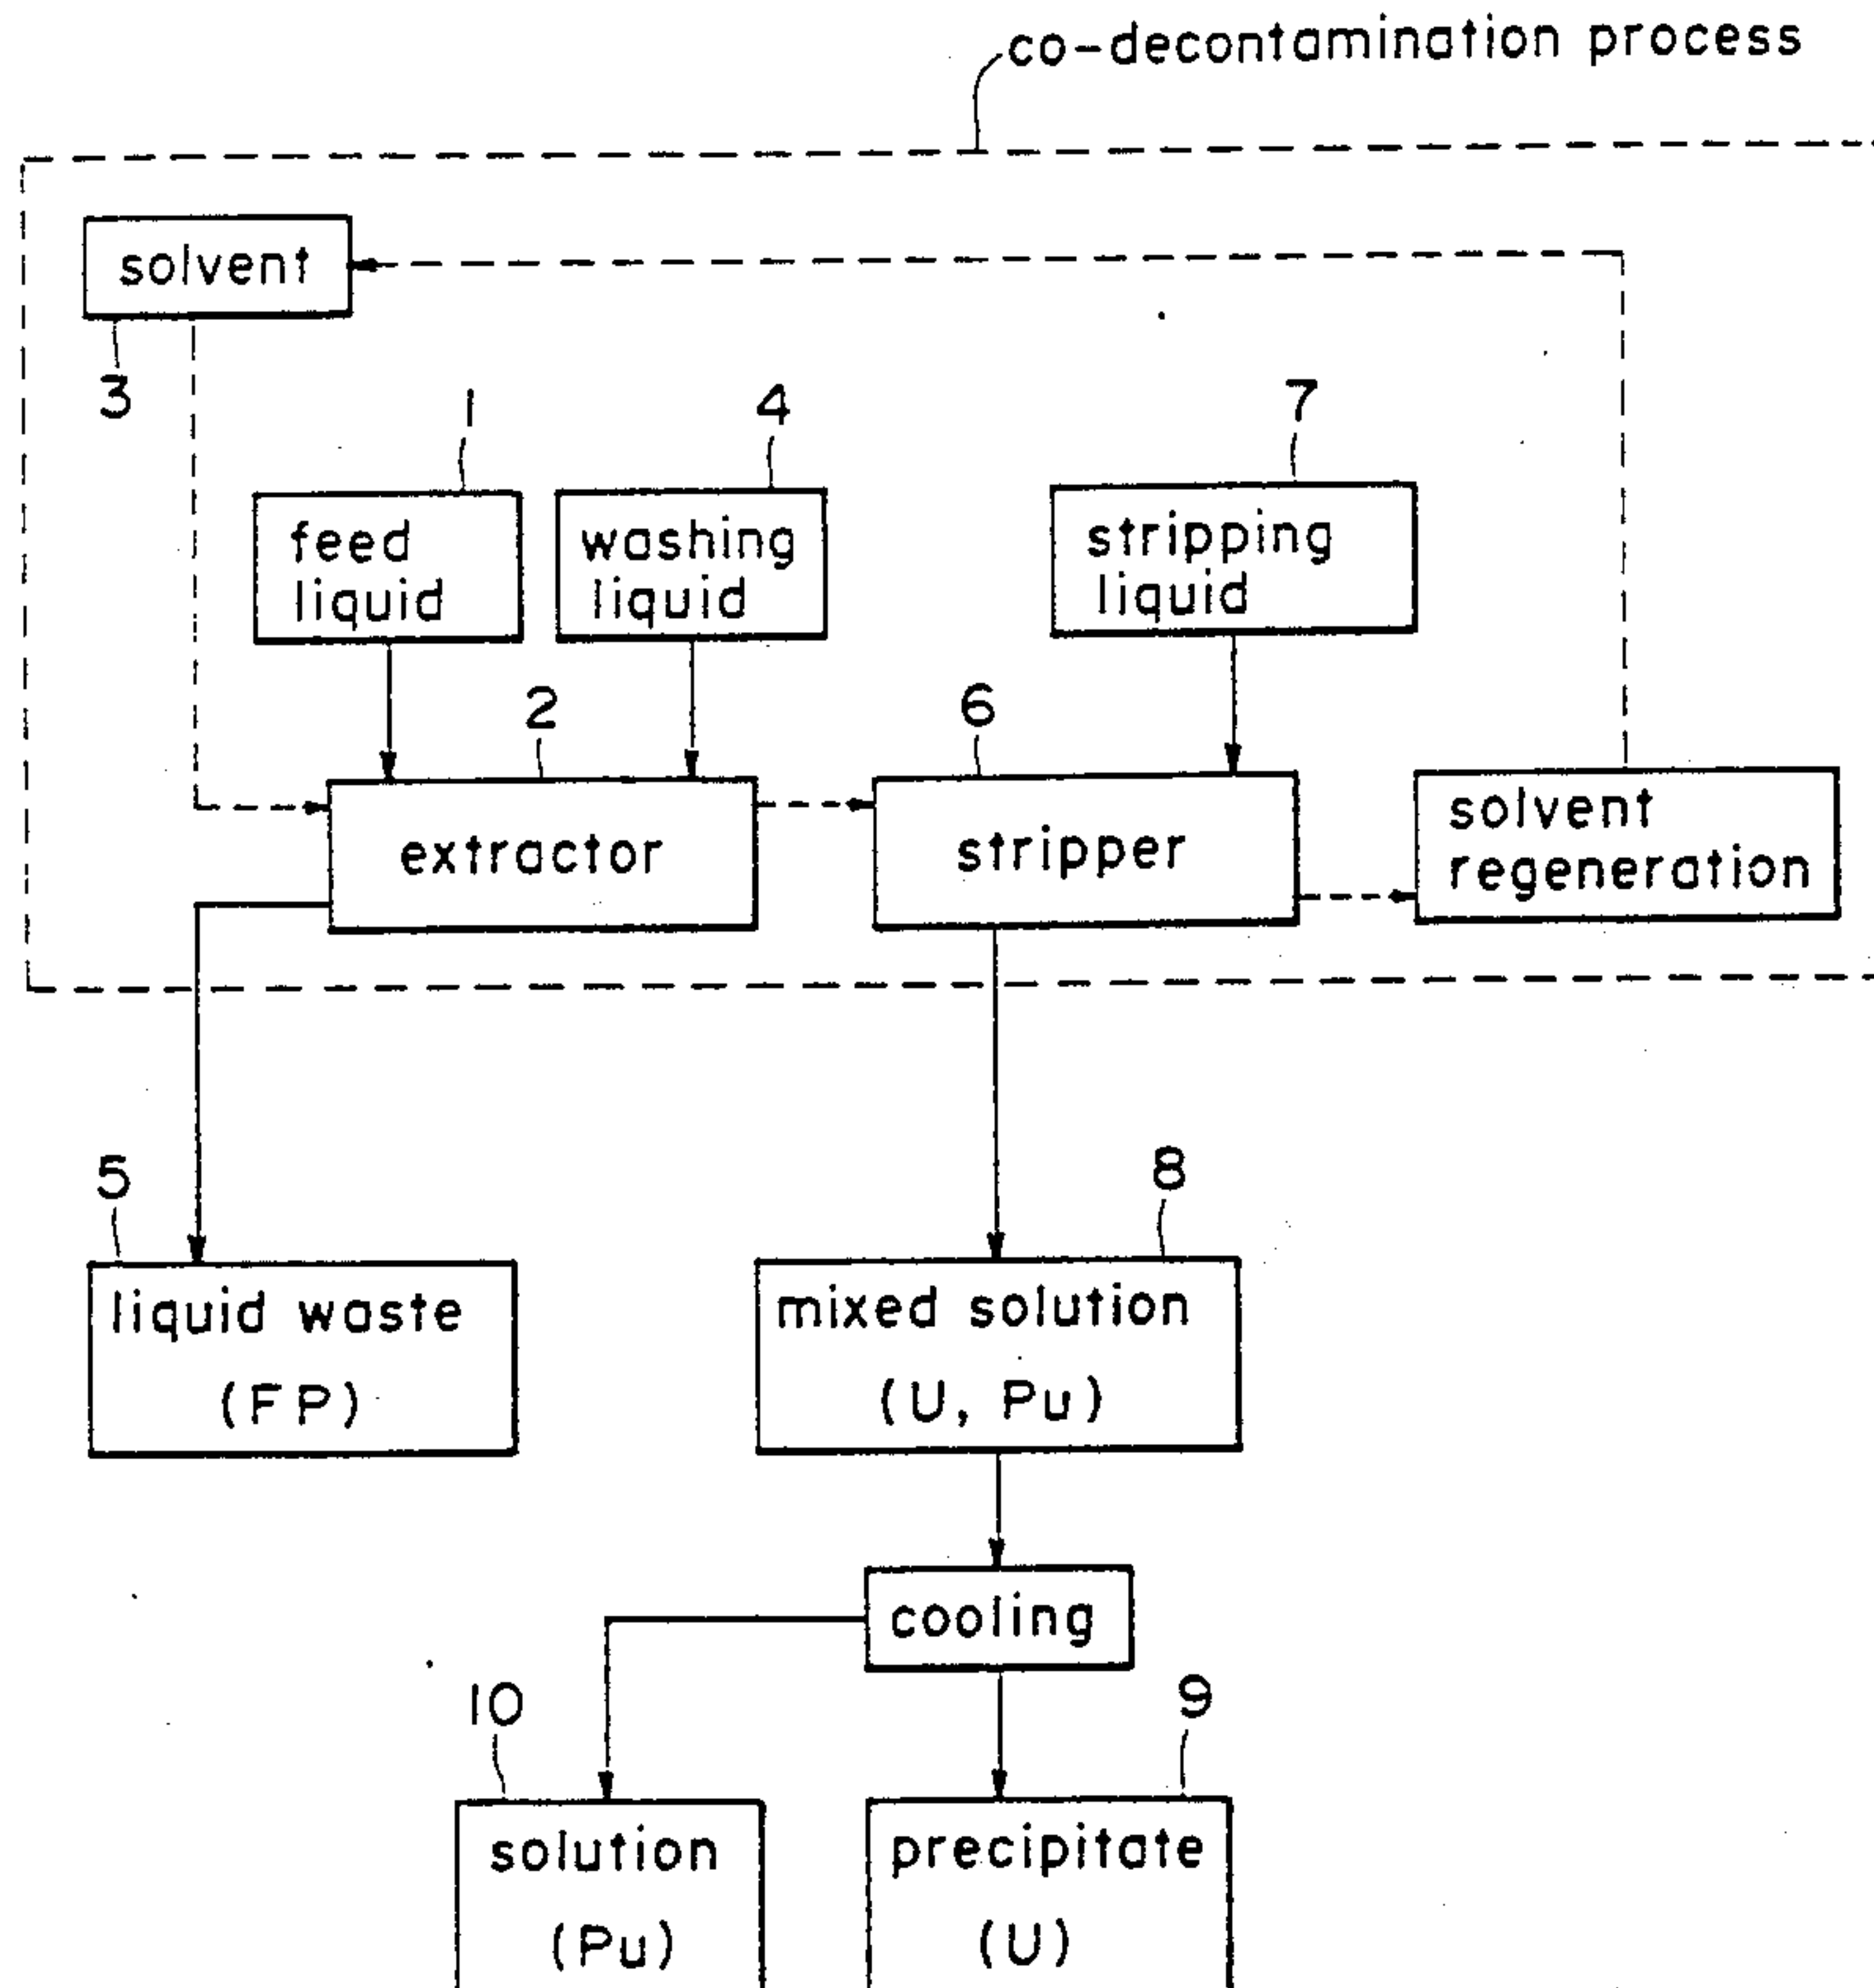 co-decontamination process
solvent
3
1
4
7
feed
liquid
washing
liquid
stripping
liquid
2
6
extractor
stripper
solvent
regeneration
5
8
liquid waste
(FP)
mixed solution
(U, Pu)
cooling
10
9
solution
(Pu)
precipitate
(U)